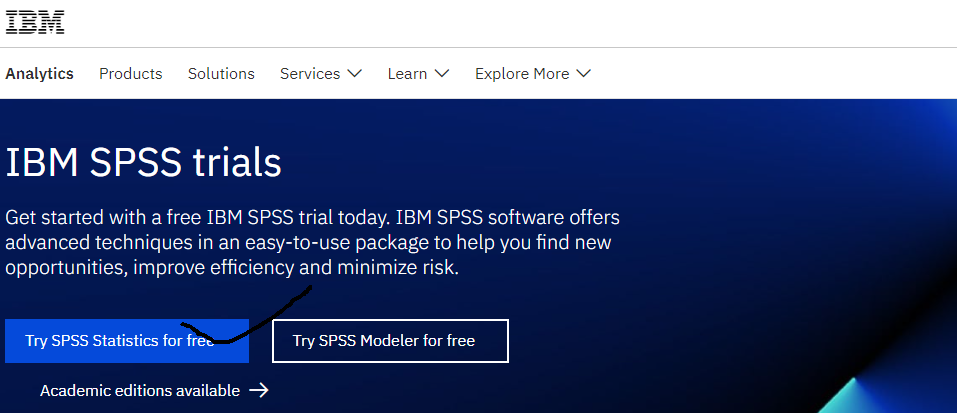 IBM
Analytics Products Solutions Services Learn Explore More
IBM SPSS trials
Get started with a free IBM SPSS trial today. IBM SPSS software offers
advanced techniques in an easy-to-use package to help you find new
opportunities, improve efficiency and minimize risk.
Try SPSS Statistics for free Try SPSS Modeler for free
Academic editions available